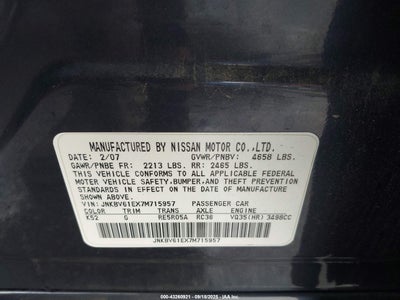 MANUFACTURED BY NISSAN MOTOR CO.,LTD.
DATE: 2/07 GVWR/PNBV: 4658 LBS.
GAWR/PNBE FR: 2213 LBS. RR: 2465 LBS.
THIS VEHICLE CONFORMS TO ALL APPLICABLE FEDERAL
MOTOR VEHICLE SAFETY,BUMPER,AND THEFT PREVENTION
STANDARDS IN EFFECT ON THE DATE OF MANUFACTURE
SHOWN ABOVE.
VIN:JNKBV61EX7M715957 PASSENGER CAR
COLOR TRIM TRANS AXLE ENGINE
K52 G RE5R05A RC36 VQ35(HR) 3498CC
JNKBV61EX7M715957
000-43260921 - 09/18/2025 - IAA